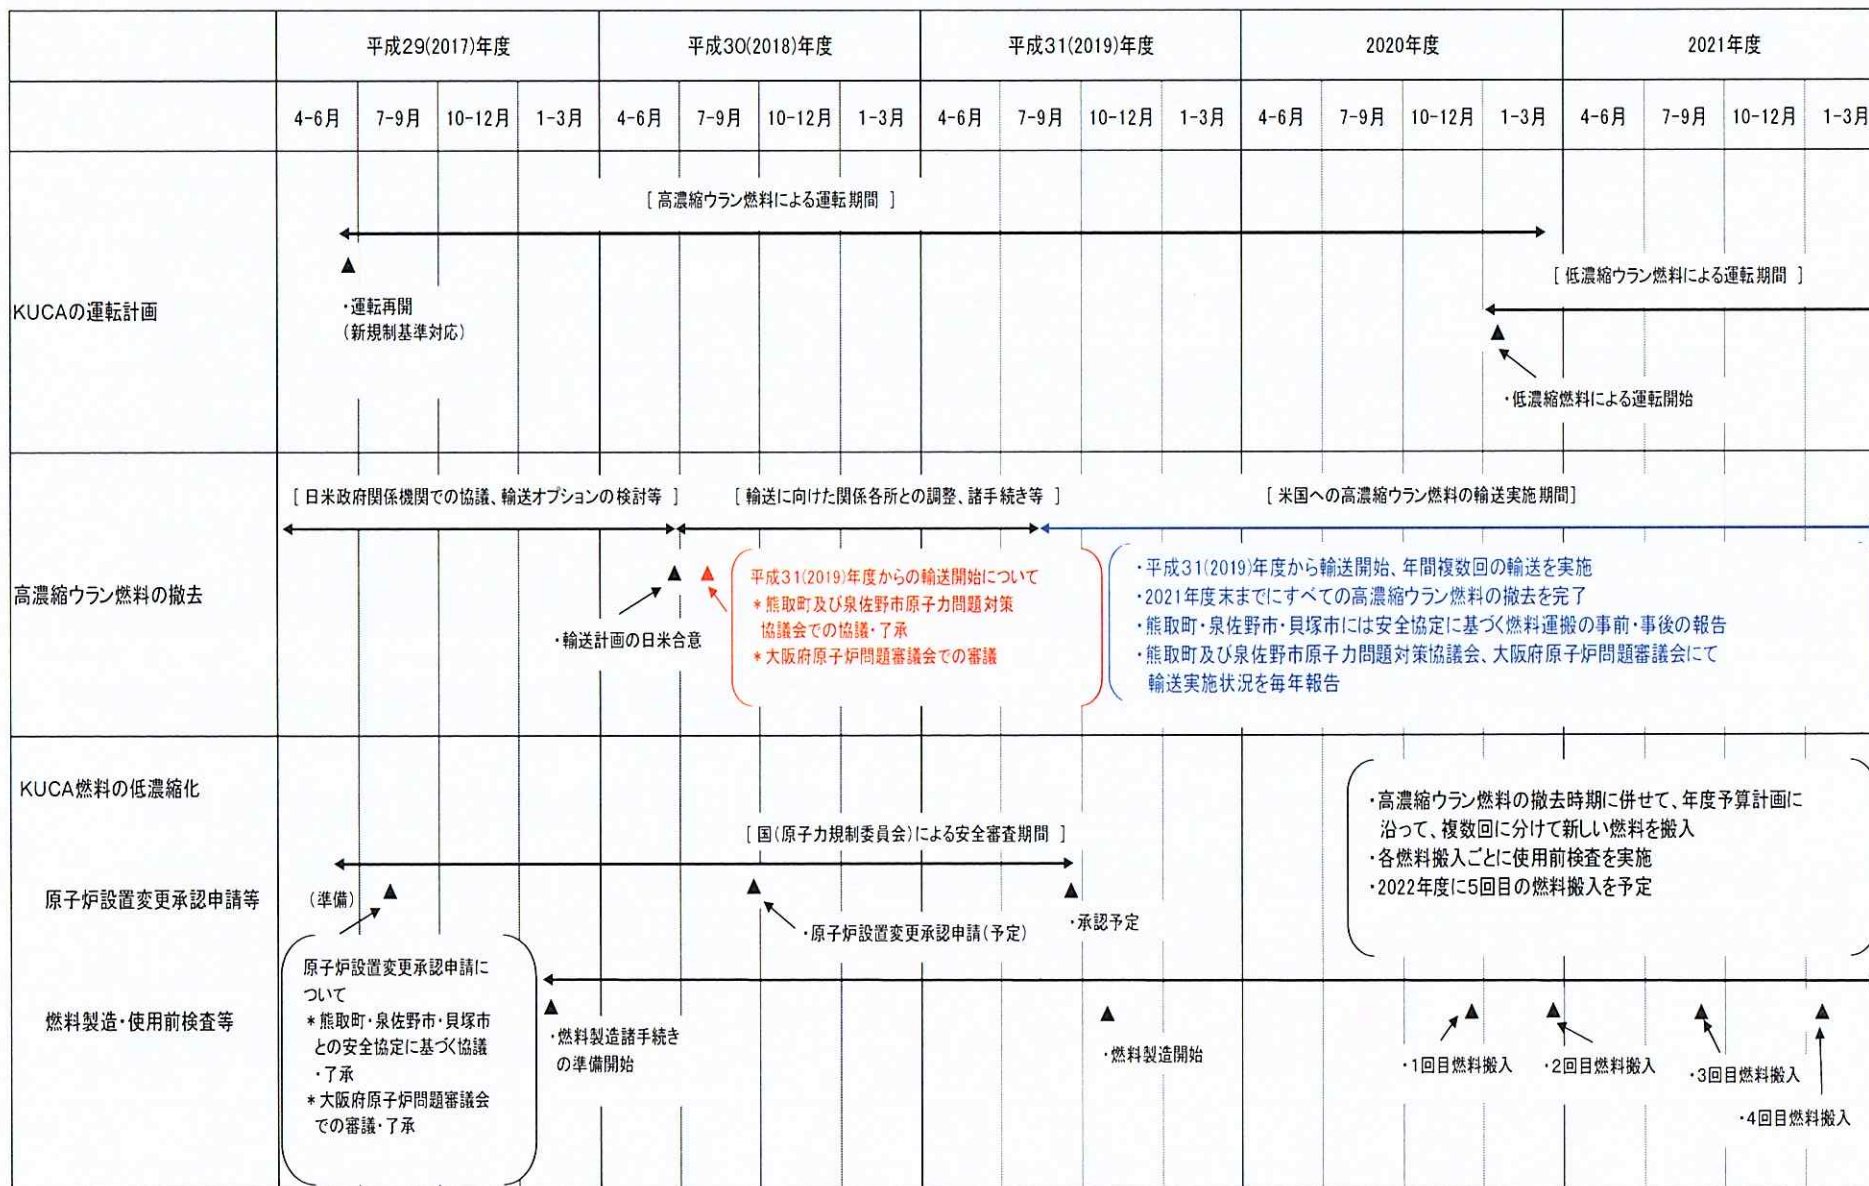 平成29(2017)年度
平成30(2018)年度
平成31(2019)年度
2020年度
2021年度
4-6月
7-9月
10-12月
1-3月
4-6月
7-9月
10-12月
1-3月
4-6月
7-9月
10-12月
1-3月
4-6月
7-9月
10-12月
1-3月
4-6月
7-9月
10-12月
1-3月
KUCAの運転計画
[ 高濃縮ウラン燃料による運転期間 ]
・運転再開
(新規制基準対応)
[ 低濃縮ウラン燃料による運転期間 ]
・低濃縮燃料による運転開始
高濃縮ウラン燃料の撤去
[ 日米政府関係機関での協議、輸送オプションの検討等 ]
[ 輸送に向けた関係各所との調整、諸手続き等 ]
[ 米国への高濃縮ウラン燃料の輸送実施期間]
・輸送計画の日米合意
平成31(2019)年度からの輸送開始について
*熊取町及び泉佐野市原子力問題対策
協議会での協議・了承
*大阪府原子炉問題審議会での審議
・平成31(2019)年度から輸送開始、年間複数回の輸送を実施
・2021年度末までにすべての高濃縮ウラン燃料の撤去を完了
・熊取町・泉佐野市・貝塚市には安全協定に基づく燃料運搬の事前・事後の報告
・熊取町及び泉佐野市原子力問題対策協議会、大阪府原子炉問題審議会にて
輸送実施状況を毎年報告
KUCA燃料の低濃縮化
原子炉設置変更承認申請等
[ 国(原子力規制委員会)による安全審査期間 ]
(準備)
・原子炉設置変更承認申請(予定)
・承認予定
・高濃縮ウラン燃料の撤去時期に併せて、年度予算計画に
沿って、複数回に分けて新しい燃料を搬入
・各燃料搬入ごとに使用前検査を実施
・2022年度に5回目の燃料搬入を予定
原子炉設置変更承認申請に
ついて
*熊取町・泉佐野市・貝塚市
との安全協定に基づく協議
・了承
*大阪府原子炉問題審議会
での審議・了承
燃料製造・使用前検査等
・燃料製造諸手続き
の準備開始
・燃料製造開始
・1回目燃料搬入
・2回目燃料搬入
・3回目燃料搬入
・4回目燃料搬入